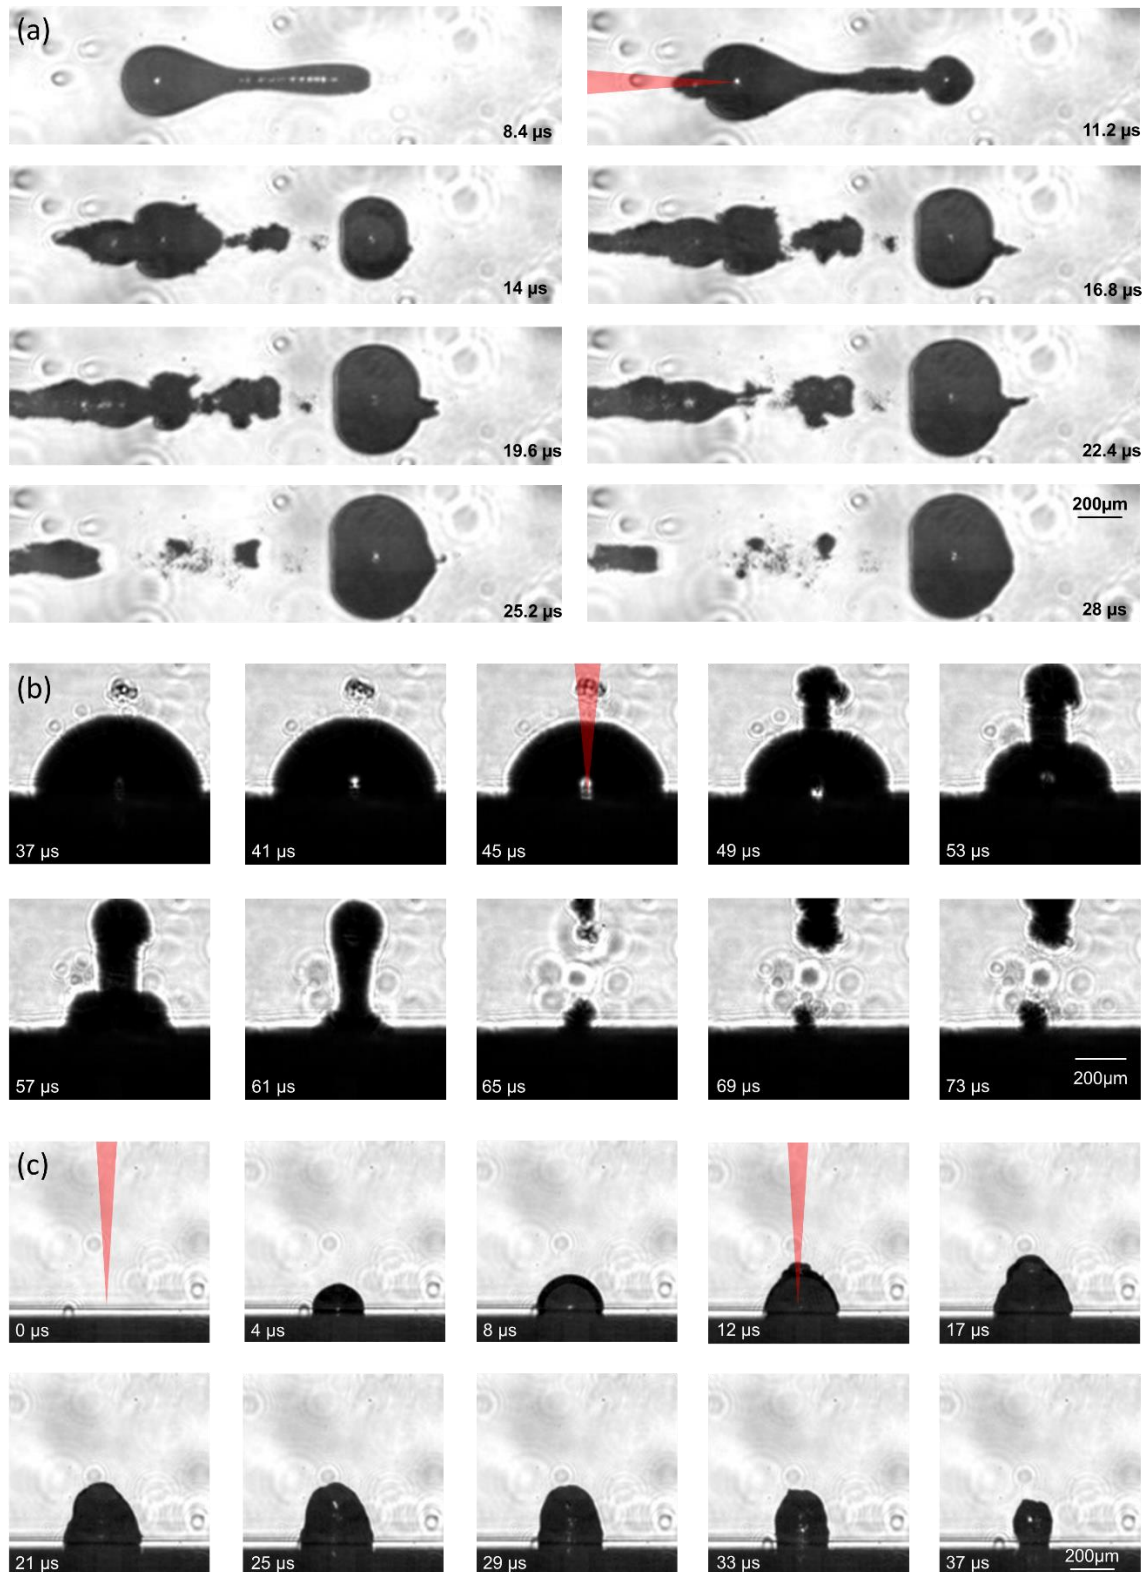 (a)
8.4 µs
11.2 µs
14 µs
16.8 µs
19.6 µs
22.4 µs
25.2 µs
200µm
28 µs
(b)
37 µs
41 µs
45 µs
49 µs
53 µs
57 µs
61 µs
65 µs
69 µs
200µm
73 µs
(c)
0 µs
4 µs
8 µs
12 µs
17 µs
21 µs
25 µs
29 µs
33 µs
37 µs
200µm